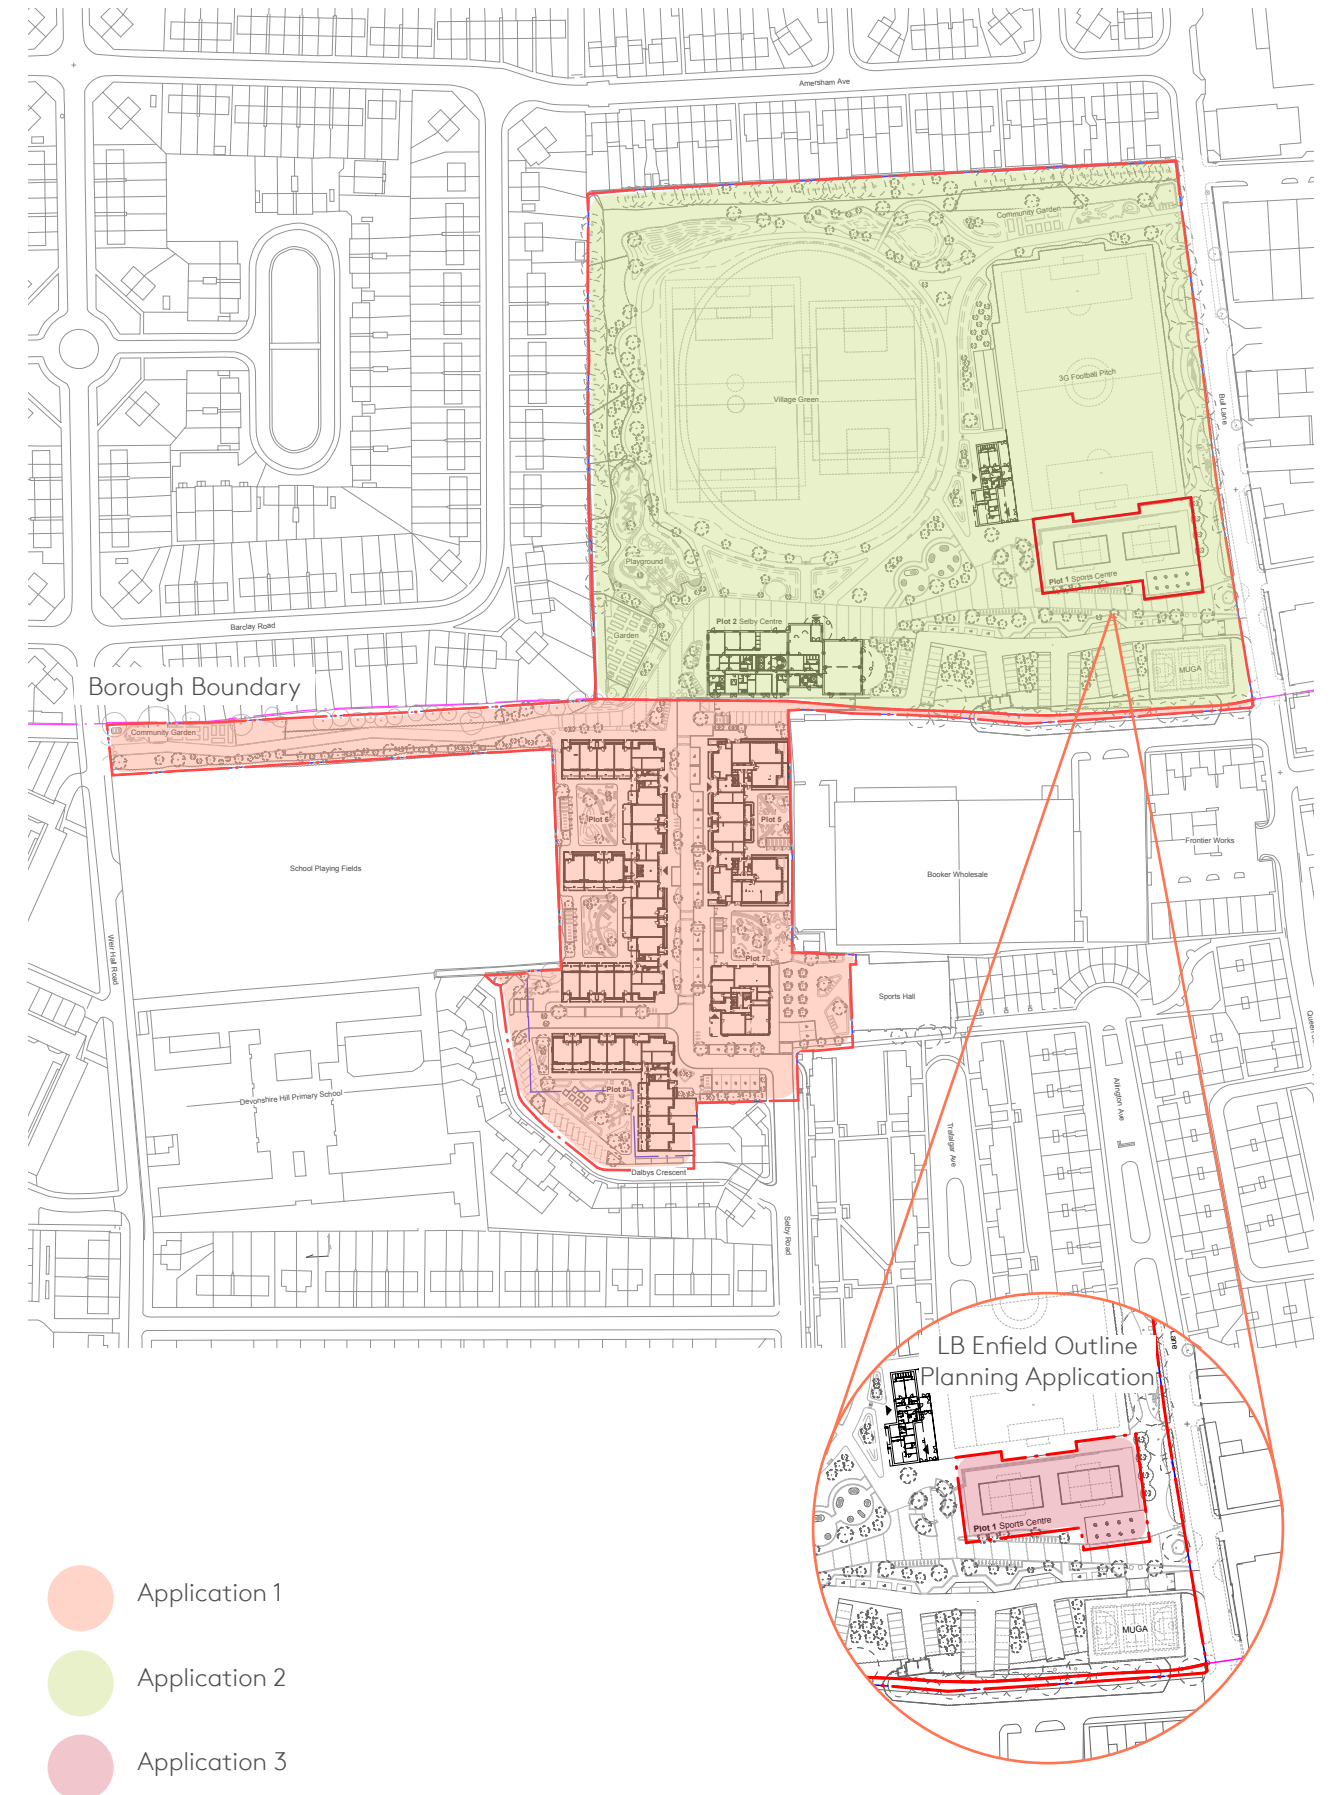 Amersham Ave
Community Garden
Bull Lane
3G Football Pitch
Village Green
Playground
Plot 1 Sports Centre
Barclay Road
Garden
Plot 2 Selby Centre
MUGA
Borough Boundary
Community Garden
Plot 6
Plot 5
School Playing Fields
Booker Wholesale
Frontier Works
Weir Hall Road
Plot 7
Sports Hall
Devonshire Hill Primary School
Plot 8
Dalbys Crescent
Selby Road
Trafalgar Ave
Allington Ave
Queen
LB Enfield Outline
Planning Application
Lane
Plot 1 Sports Centre
MUGA
Application 1
Application 2
Application 3